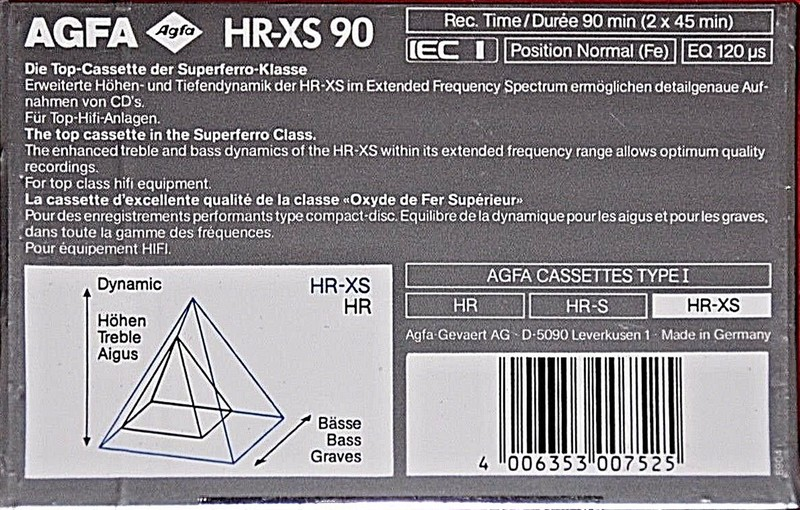 AGFA Agfa HR-XS 90
Rec. Time/Durée 90 min (2 x 45 min)
IEC I Position Normal (Fe) EQ 120 µs
Die Top-Cassette der Superferro-Klasse
Erweiterte Höhen- und Tiefendynamik der HR-XS im Extended Frequency Spectrum ermöglichen detailgenaue Auf-
nahmen von CD's.
Für Top-Hifi-Anlagen.
The top cassette in the Superferro Class.
The enhanced treble and bass dynamics of the HR-XS within its extended frequency range allows optimum quality
recordings.
For top class hifi equipment.
La cassette d'excellente qualité de la classe «Oxyde de Fer Supérieur»
Pour des enregistrements performants type compact-disc. Equilibre de la dynamique pour les aigus et pour les graves,
dans toute la gamme des fréquences.
Pour équipement HIFI.
Dynamic
Höhen
Treble
Aigus
HR-XS
HR
Bässe
Bass
Graves
AGFA CASSETTES TYPE I
HR HR-S HR-XS
Agfa-Gevaert AG · D-5090 Leverkusen 1 · Made in Germany
4 006353 007525